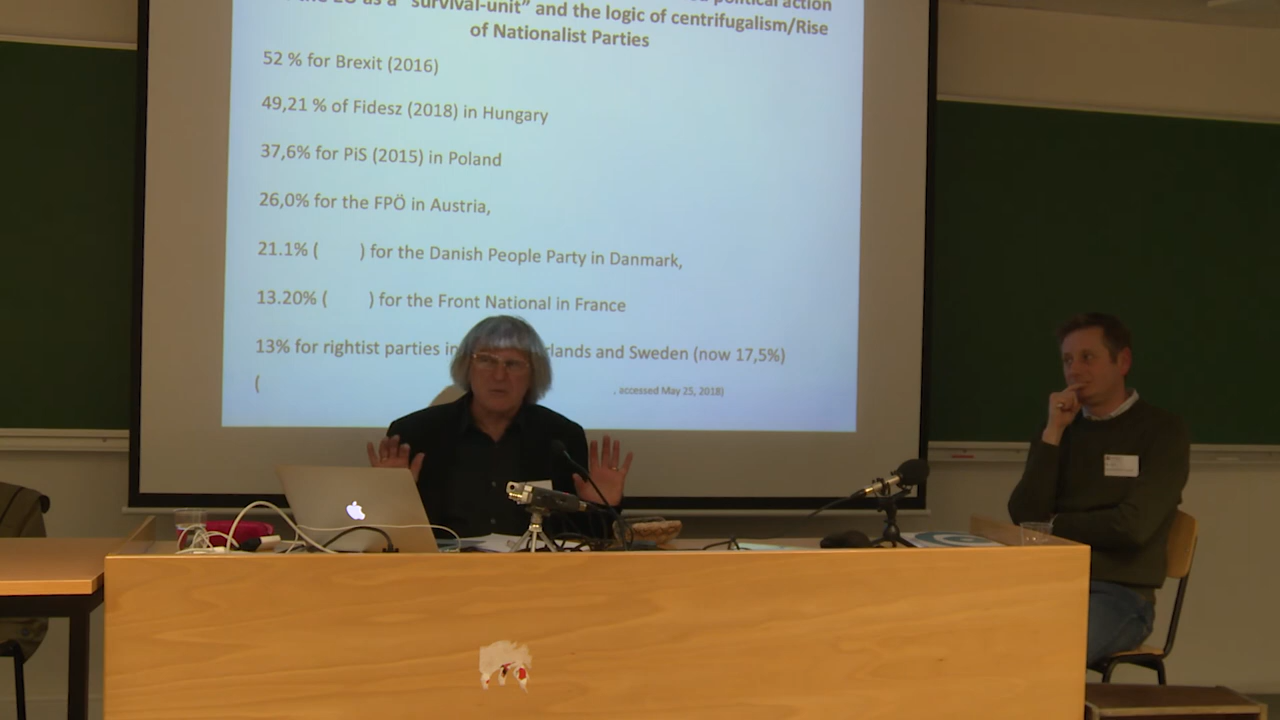 political action
EU as a "survival-unit" and the logic of centrifugalism/Rise
of Nationalist Parties
52 % for Brexit (2016)
49,21 % of Fidesz (2018) in Hungary
37,6% for PiS (2015) in Poland
26,0% for the FPÖ in Austria,
21.1% ( ) for the Danish People Party in Danmark,
13.20% ( ) for the Front National in France
13% for rightist parties in rlands and Sweden (now 17,5%)
( , accessed May 25, 2018)